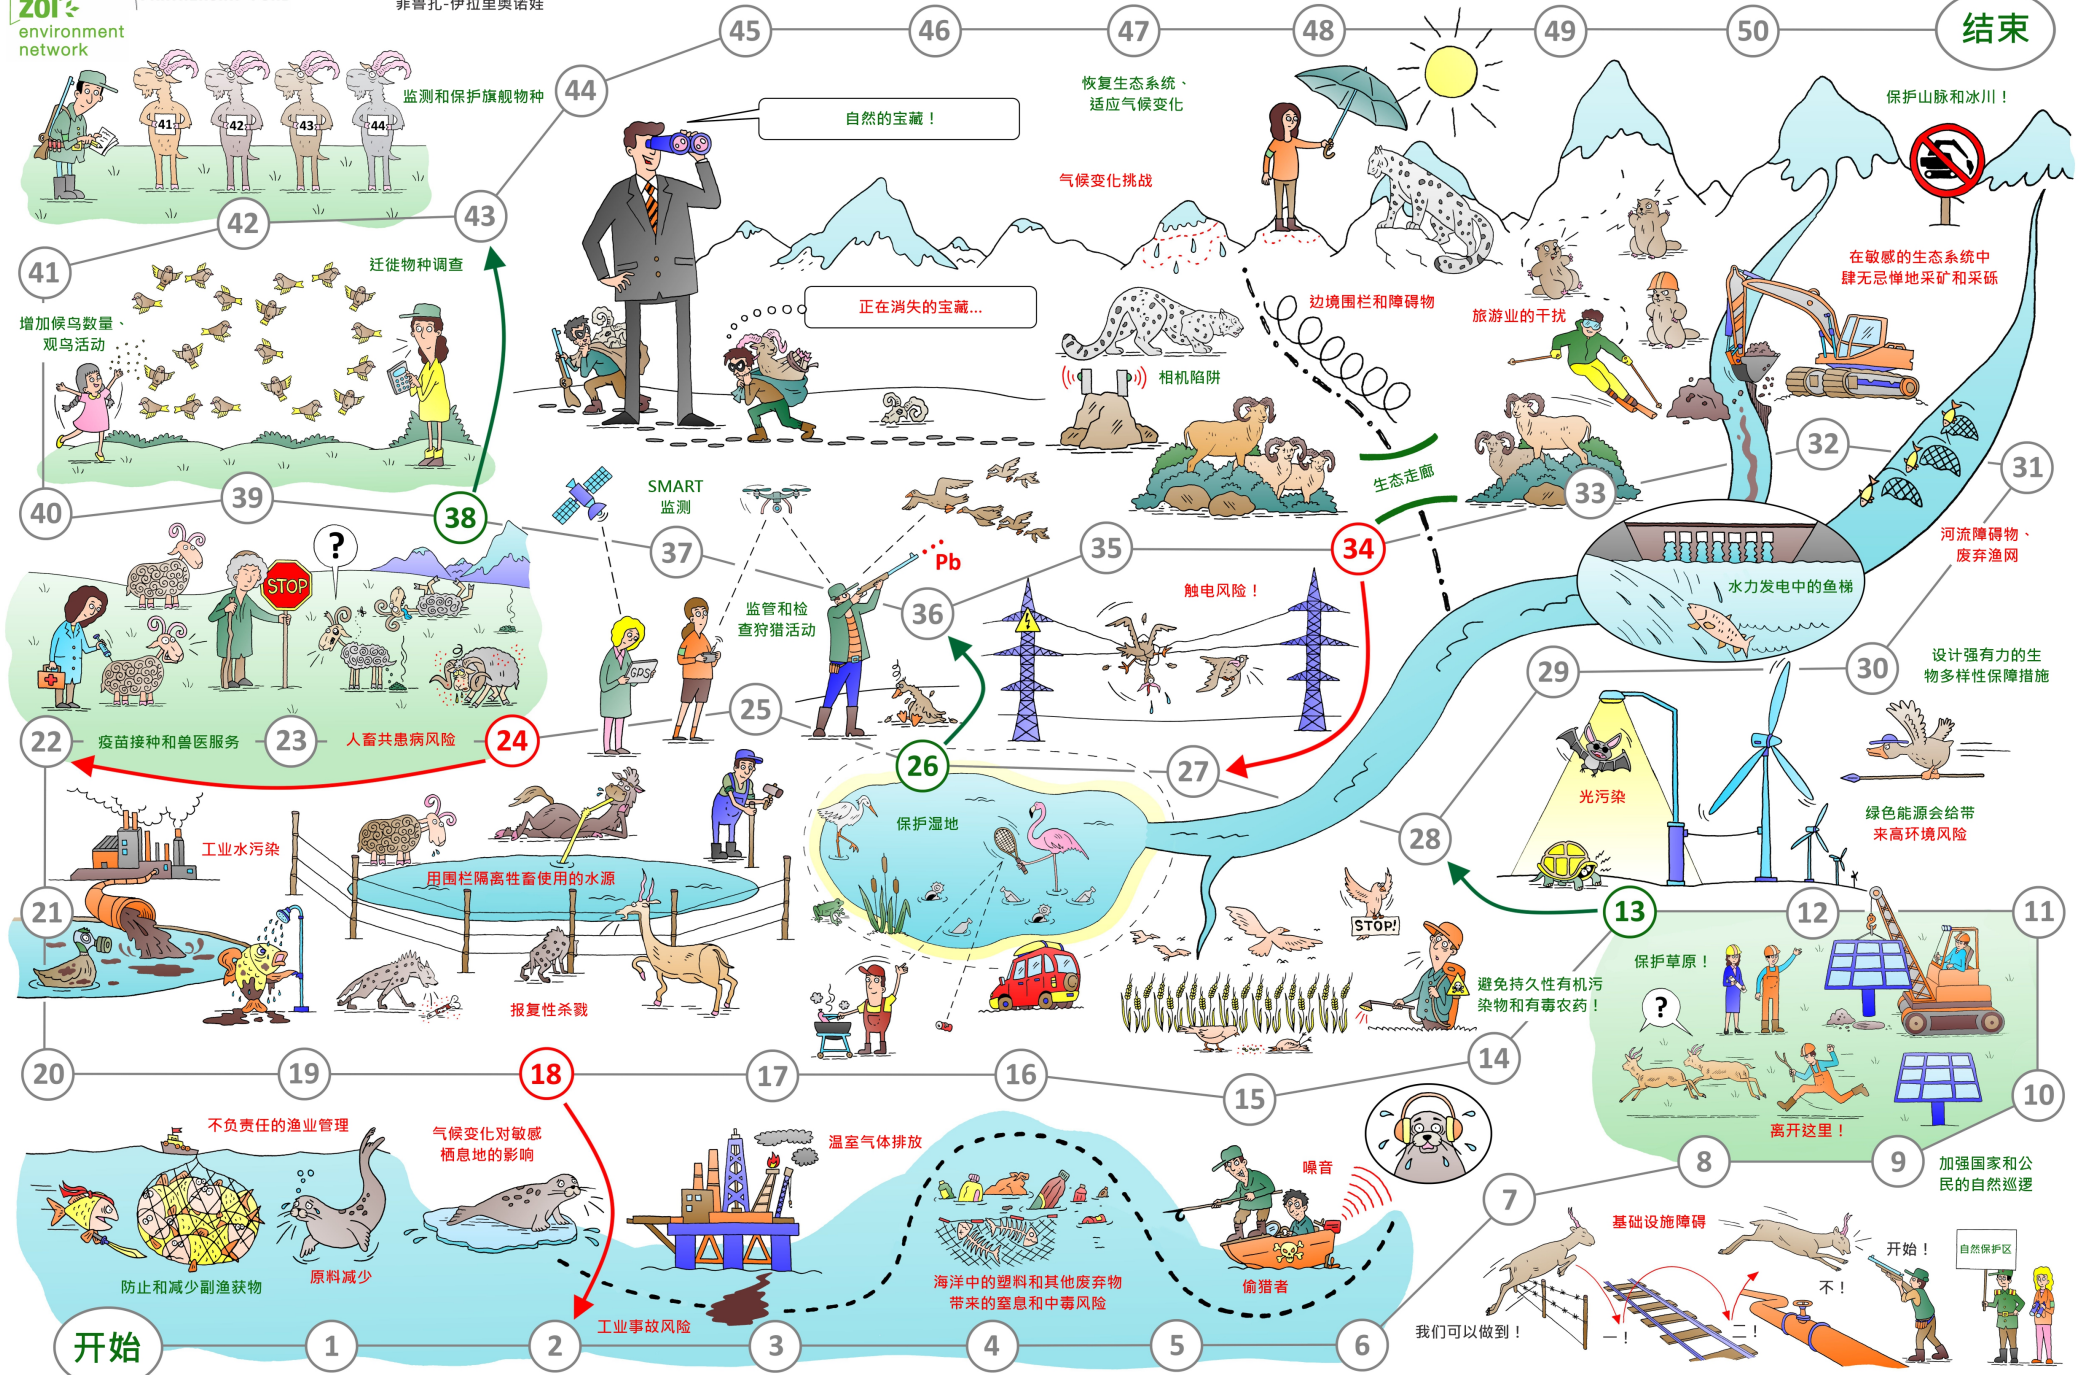 zoï
environment
network
菲鲁扎-伊拉里奥诺娃
45
46
47
48
49
50
结束
44
监测和保护旗舰物种
41
42
43
44
自然的宝藏！
恢复生态系统、
适应气候变化
保护山脉和冰川！
气候变化挑战
42
43
41
迁徙物种调查
增加候鸟数量、
观鸟活动
正在消失的宝藏...
边境围栏和障碍物
旅游业的干扰
在敏感的生态系统中
肆无忌惮地采矿和采砾
相机陷阱
生态走廊
32
31
33
40
39
38
SMART
监测
37
35
34
36
Pb
河流障碍物、
废弃渔网
水力发电中的鱼梯
?
STOP
监管和检
查狩猎活动
GPS
触电风险！
29
30
设计强有力的生
物多样性保障措施
22
疫苗接种和兽医服务
23
人畜共患病风险
24
25
26
27
28
光污染
绿色能源会给带
来高环境风险
工业水污染
用围栏隔离牲畜使用的水源
保护湿地
21
13
12
11
STOP!
报复性杀戮
避免持久性有机污
染物和有毒农药！
保护草原！
?
20
19
18
17
16
15
14
10
离开这里！
8
9
7
加强国家和公
民的自然巡逻
不负责任的渔业管理
气候变化对敏感
栖息地的影响
温室气体排放
噪音
防止和减少副渔获物
原料减少
海洋中的塑料和其他废弃物
带来的窒息和中毒风险
偷猎者
工业事故风险
基础设施障碍
开始！
不！
自然保护区
我们可以做到！
一！
二！
开始
1
2
3
4
5
6